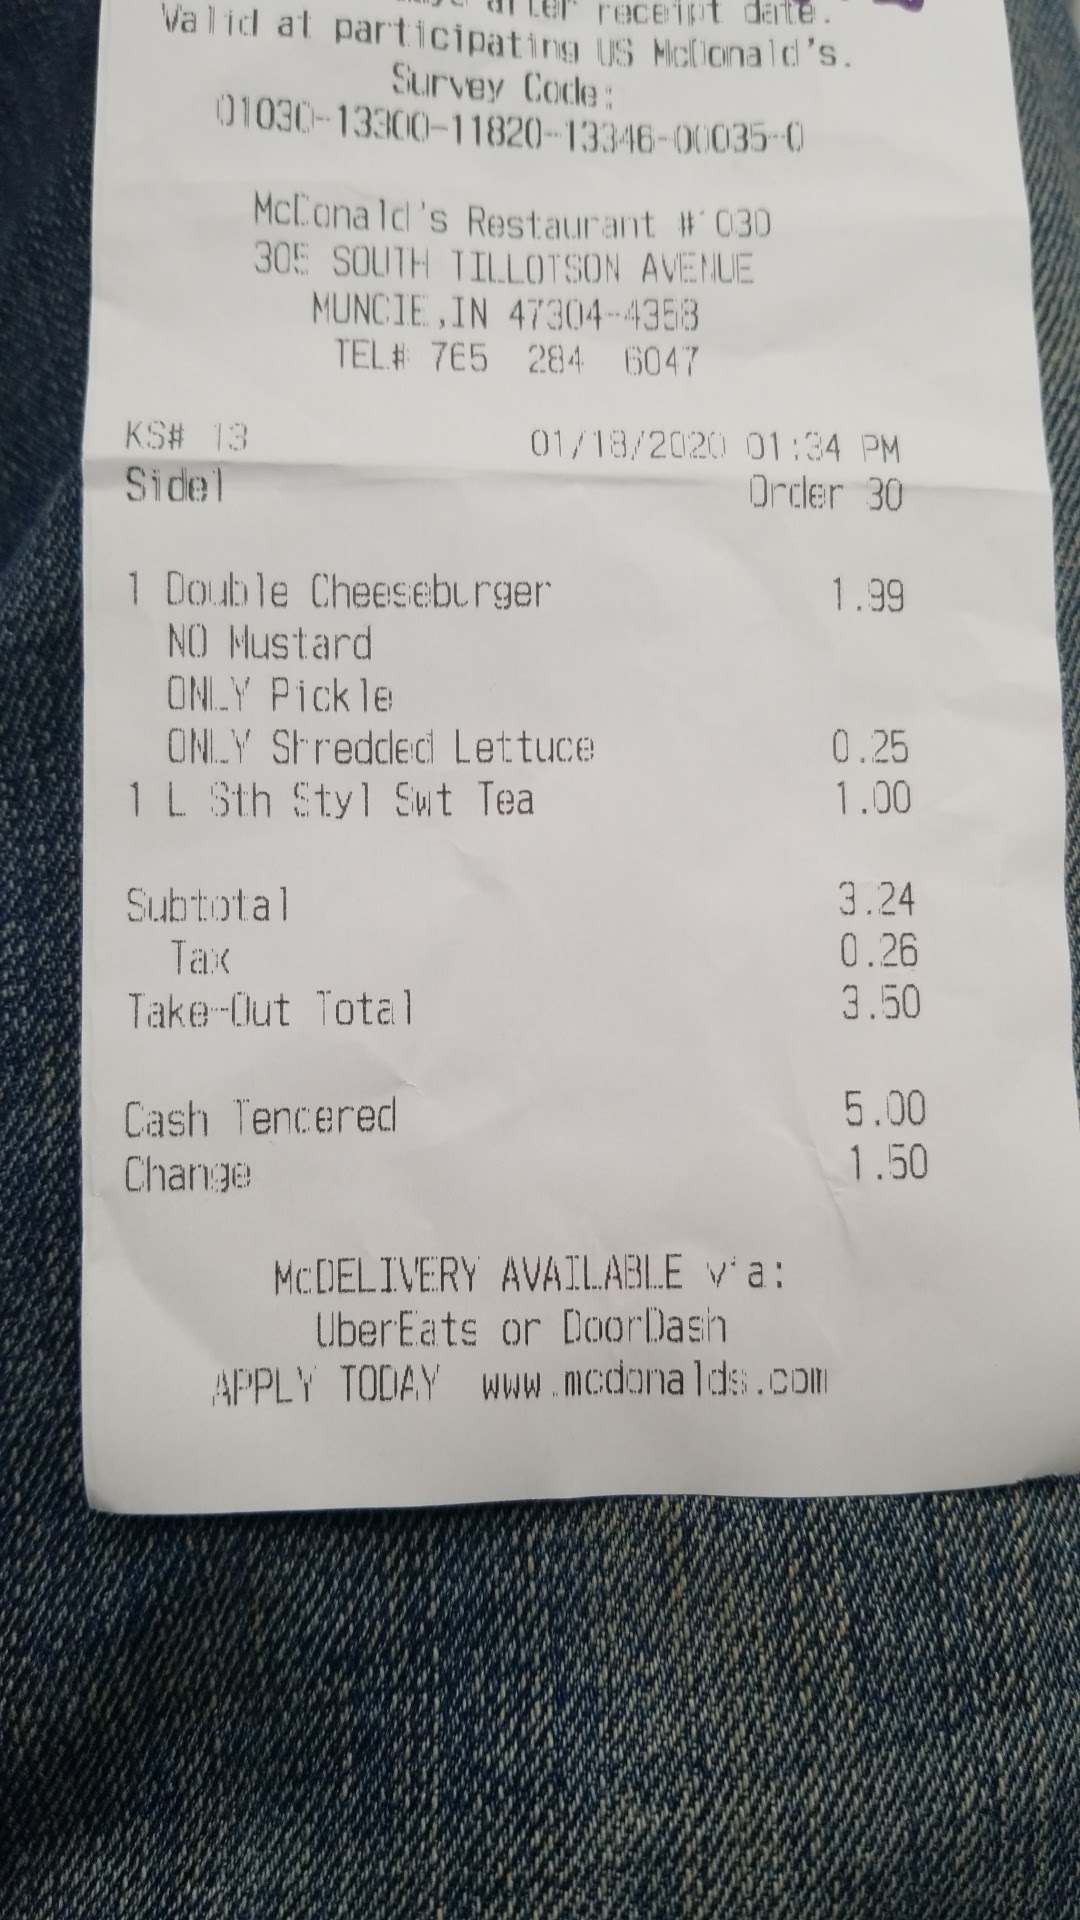 after receipt date.
Valid at participating US McDonald's.
Survey Code:
01030-13300-11820-13346-00035-0
McDonald's Restaurant #1030
305 SOUTH TILLOTSON AVENUE
MUNCIE,IN 47304-4358
TEL# 765 284 6047
KS# 13 01/18/2020 01:34 PM
Side1 Order 30
1 Double Cheeseburger 1.99
NO Mustard
ONLY Pickle
ONLY Shredded Lettuce 0.25
1 L Sth Styl Swt Tea 1.00
Subtotal 3.24
Tax 0.26
Take-Out Total 3.50
Cash Tendered 5.00
Change 1.50
McDELIVERY AVAILABLE via:
UberEats or DoorDash
APPLY TODAY www.mcdonalds.com